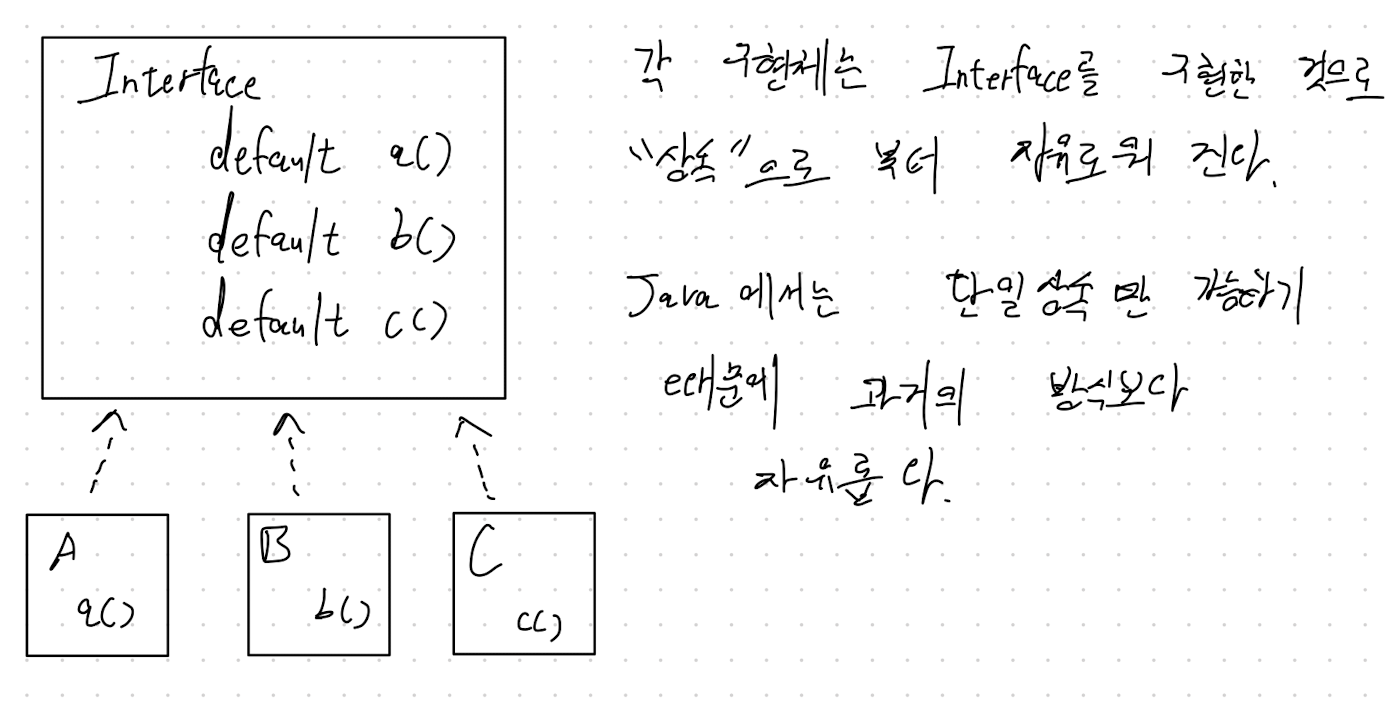 Interface
default a()
default b()
default c()
A
a()
B
b()
C
c()
각 구현체는 Interface를 구현한 것으로
"상속"으로 부터 자유로워 진다.
Java 에서는 단일상속 만 가능하기
때문에 과거의 방식보다
자유롭다.